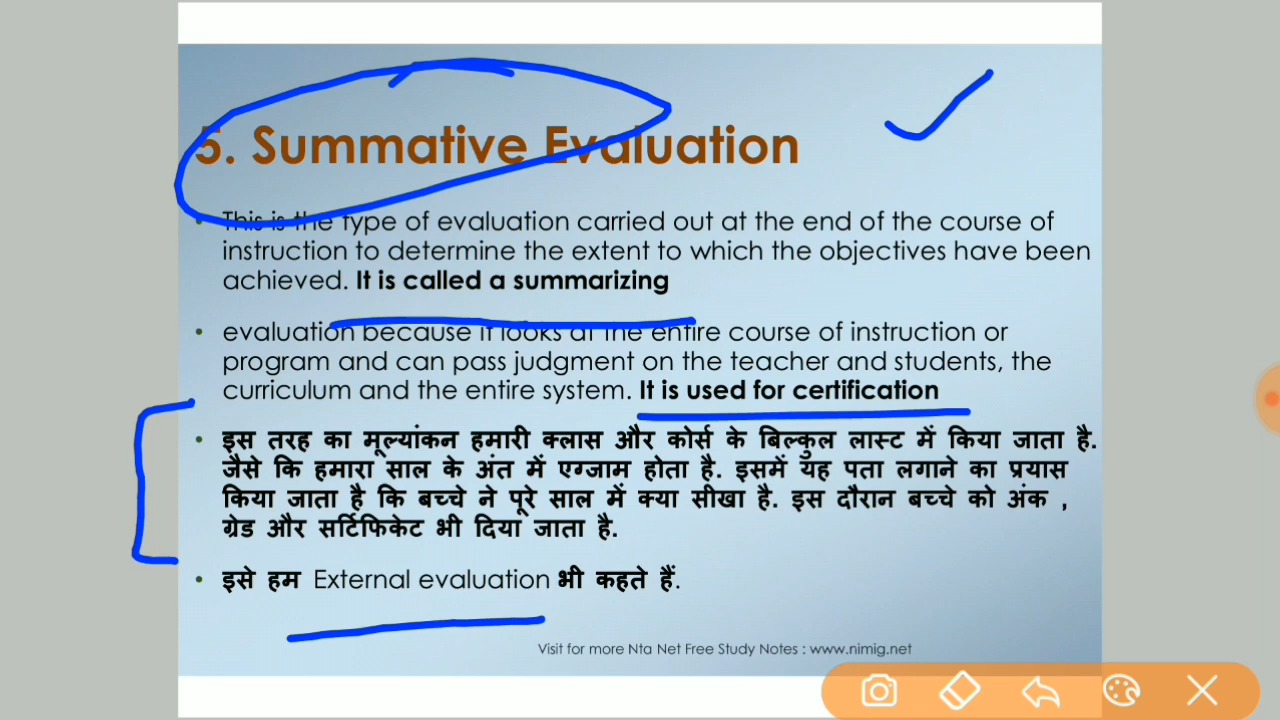 5. Summative Evaluation
• This is the type of evaluation carried out at the end of the course of
instruction to determine the extent to which the objectives have been
achieved. It is called a summarizing
• evaluation because it looks at the entire course of instruction or
program and can pass judgment on the teacher and students, the
curriculum and the entire system. It is used for certification
• इस तरह का मूल्यांकन हमारी क्लास और कोर्स के बिल्कुल लास्ट में किया जाता है.
जैसे कि हमारा साल के अंत में एग्जाम होता है. इसमें यह पता लगाने का प्रयास
किया जाता है कि बच्चे ने पूरे साल में क्या सीखा है. इस दौरान बच्चे को अंक ,
ग्रेड और सर्टिफिकेट भी दिया जाता है.
• इसे हम External evaluation भी कहते हैं.
Visit for more Nta Net Free Study Notes : www.nimig.net